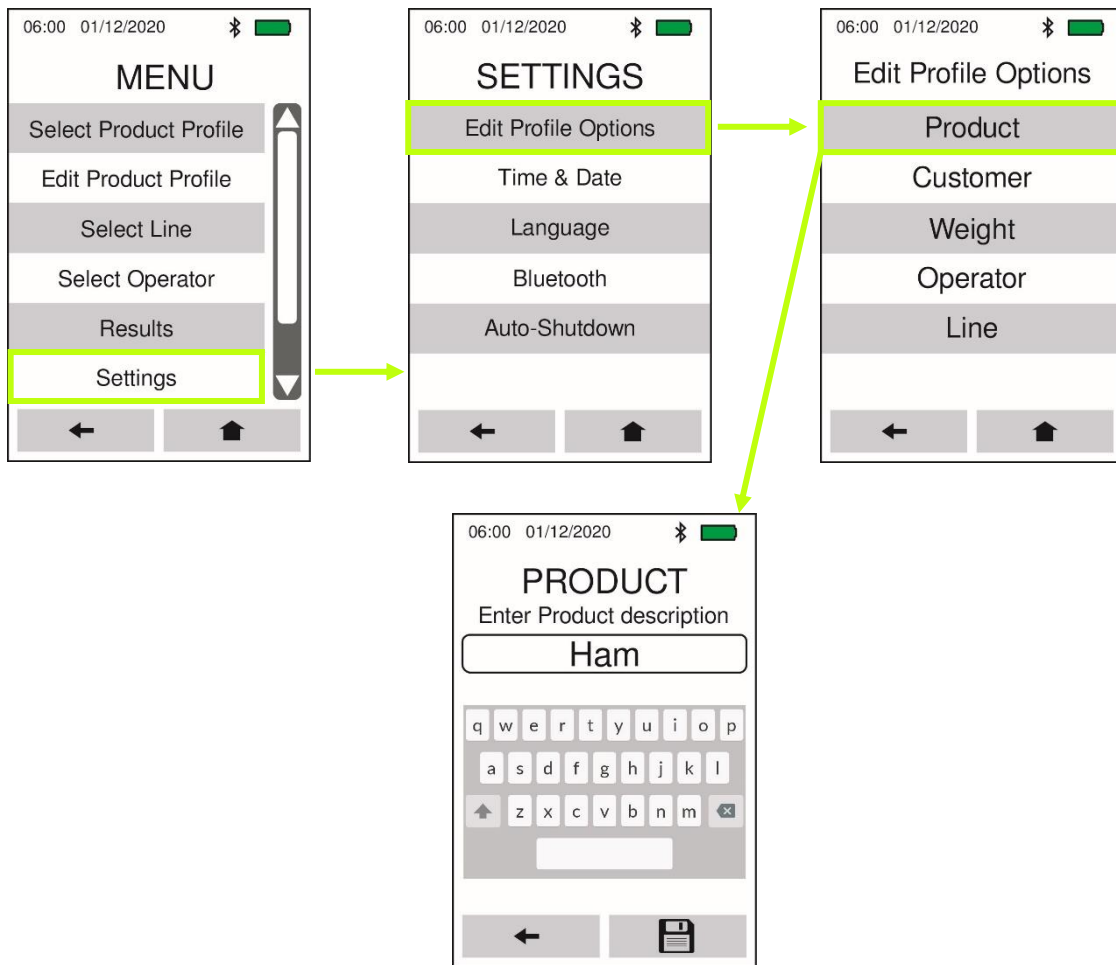 06:00 01/12/2020
MENU
Select Product Profile
Edit Product Profile
Select Line
Select Operator
Results
Settings
06:00 01/12/2020
SETTINGS
Edit Profile Options
Time & Date
Language
Bluetooth
Auto-Shutdown
06:00 01/12/2020
Edit Profile Options
Product
Customer
Weight
Operator
Line
06:00 01/12/2020
PRODUCT
Enter Product description
Ham
q w e r t y u i o p
a s d f g h j k l
z x c v b n m